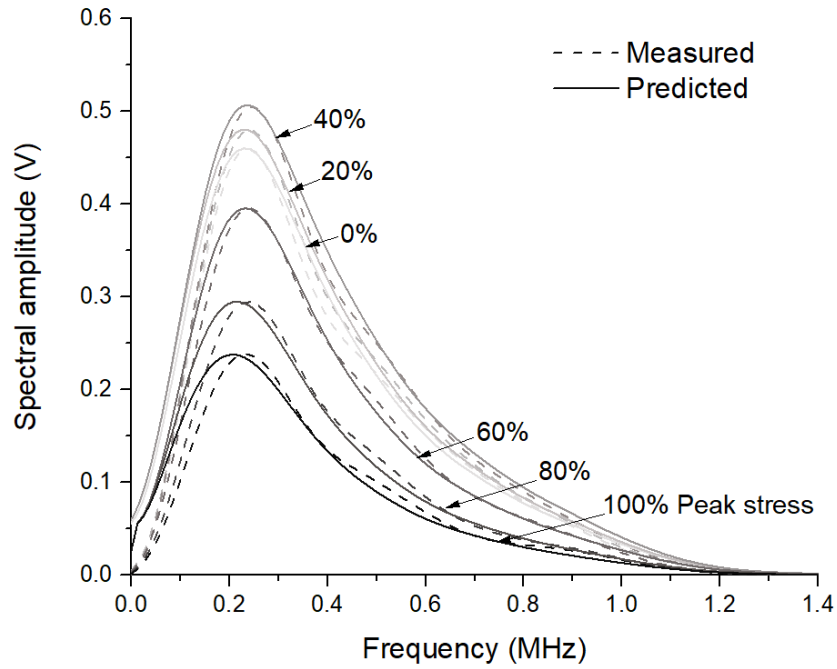 0.6
0.5
0.4
0.3
0.2
0.1
0.0
Spectral amplitude (V)
Measured
Predicted
40%
20%
0%
60%
80%
100% Peak stress
0.0 0.2 0.4 0.6 0.8 1.0 1.2 1.4
Frequency (MHz)